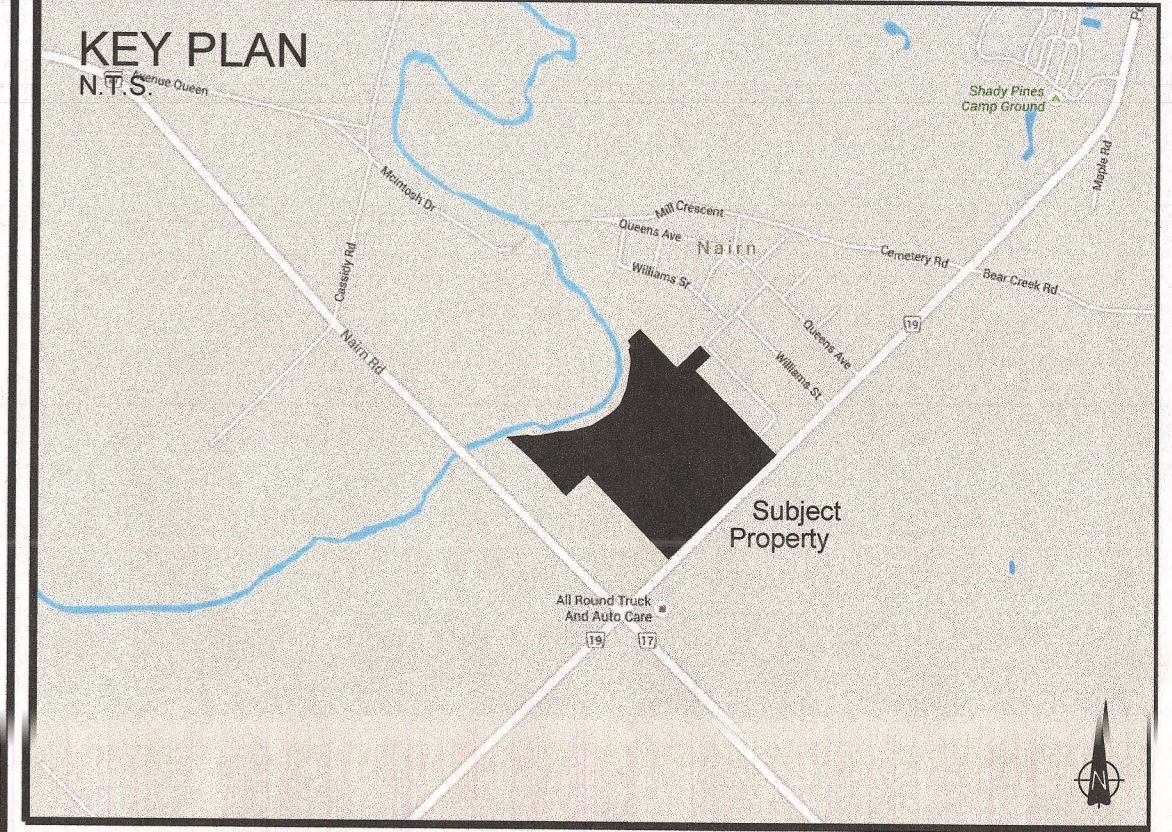 KEY PLAN
N.T.S.
Avenue Queen
Shady Pines
Camp Ground
Maple Rd
McIntosh Dr
Mill Crescent
Queens Ave
Nairn
Cemetery Rd
Bear Creek Rd
Williams Sr
Cassidy Rd
19
Nairn Rd
Queens Ave
Williams St
Subject
Property
All Round Truck
And Auto Care
19
17
N